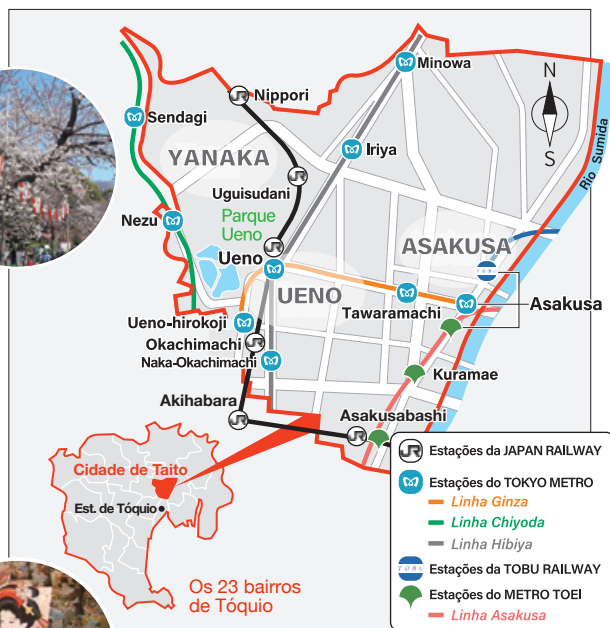 Minowa
N
S
Nippori
Sendagi
Iriya
YANAKA
Rio Sumida
Uguisudani
Nezu
Parque
Ueno
Ueno
ASAKUSA
TOBU
UENO
Tawaramachi
Asakusa
Ueno-hirokoji
Okachimachi
Naka-Okachimachi
Kuramae
Akihabara
Asakusabashi
Cidade de Taito
Est. de Tóquio
Os 23 bairros
de Tóquio
JR Estações da JAPAN RAILWAY
Estações do TOKYO METRO
Linha Ginza
Linha Chiyoda
Linha Hibiya
TOBU Estações da TOBU RAILWAY
Estações do METRO TOEI
Linha Asakusa